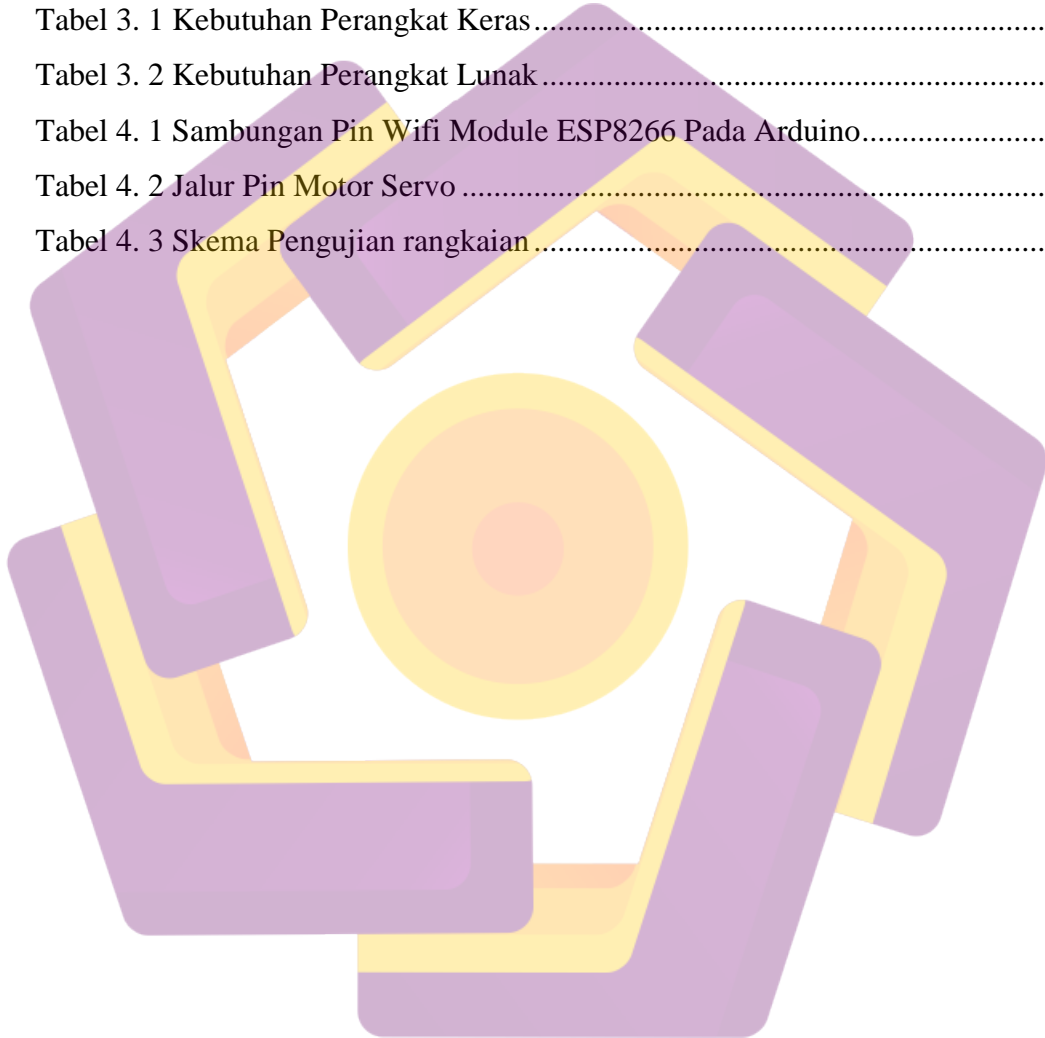 Tabel 3. 1 Kebutuhan Perangkat Keras................................................................
Tabel 3. 2 Kebutuhan Perangkat Lunak...............................................................
Tabel 4. 1 Sambungan Pin Wifi Module ESP8266 Pada Arduino.......................
Tabel 4. 2 Jalur Pin Motor Servo.........................................................................
Tabel 4. 3 Skema Pengujian rangkaian................................................................